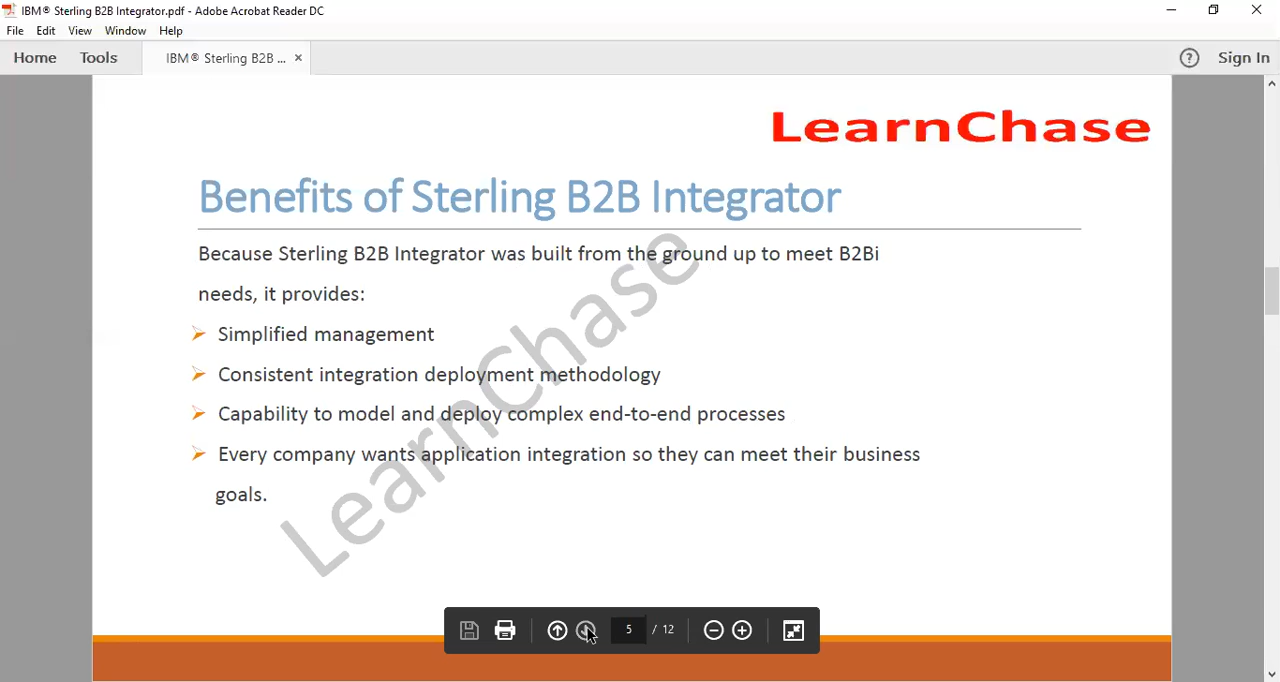 IBM® Sterling B2B Integrator.pdf - Adobe Acrobat Reader DC
File Edit View Window Help
Home Tools IBM® Sterling B2B ... × ? Sign In
LearnChase
Benefits of Sterling B2B Integrator
Because Sterling B2B Integrator was built from the ground up to meet B2Bi
needs, it provides:
Simplified management
Consistent integration deployment methodology
Capability to model and deploy complex end-to-end processes
Every company wants application integration so they can meet their business
goals.
LearnChase
5 / 12